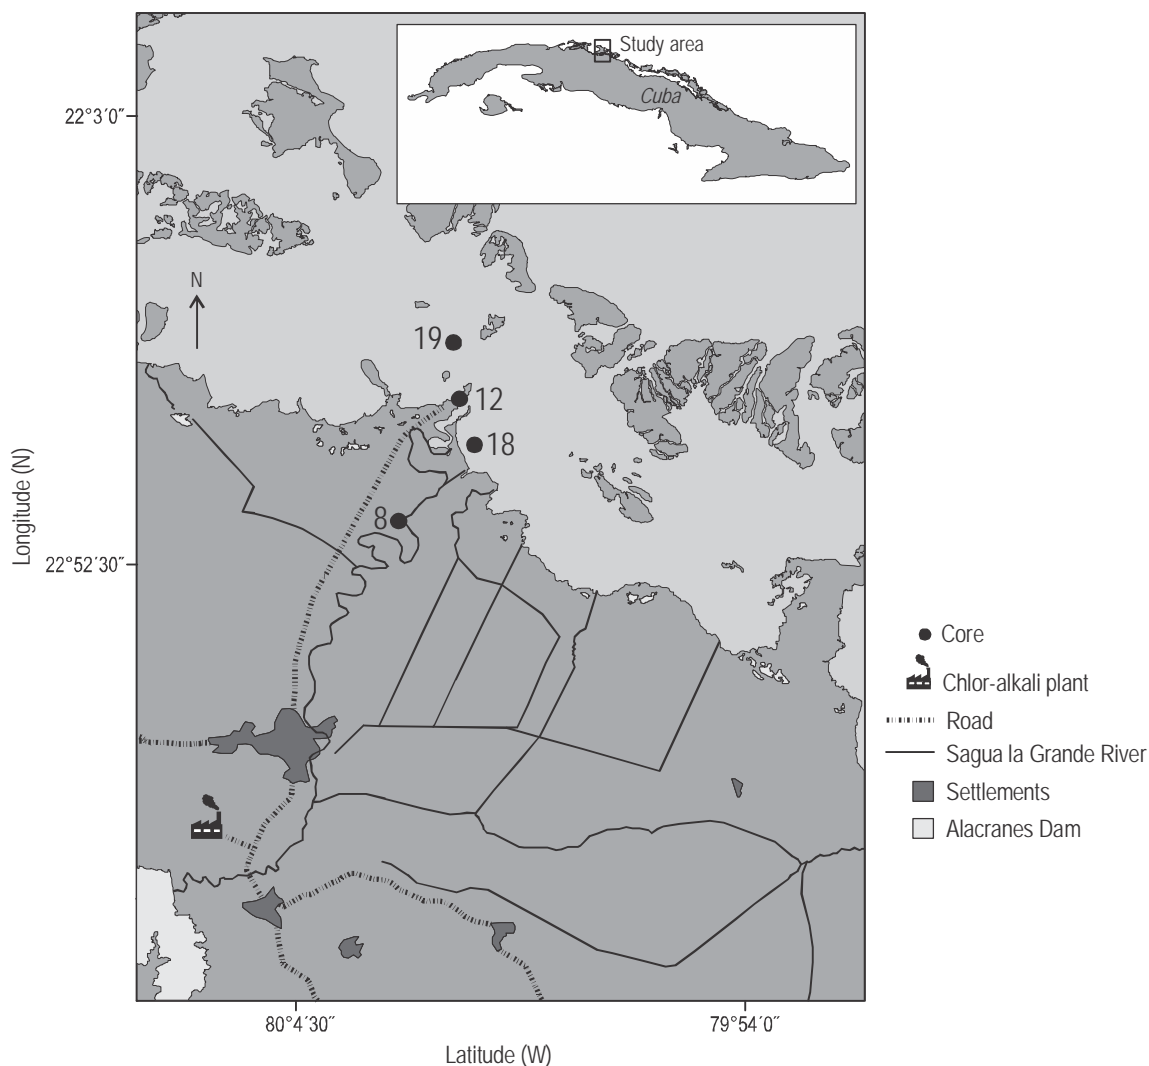 Study area
Cuba
22°3´0˝
N
19
12
18
8
Longitude (N)
22°52´30˝
Core
Chlor-alkali plant
Road
Sagua la Grande River
Settlements
Alacranes Dam
80°4´30˝
79°54´0˝
Latitude (W)